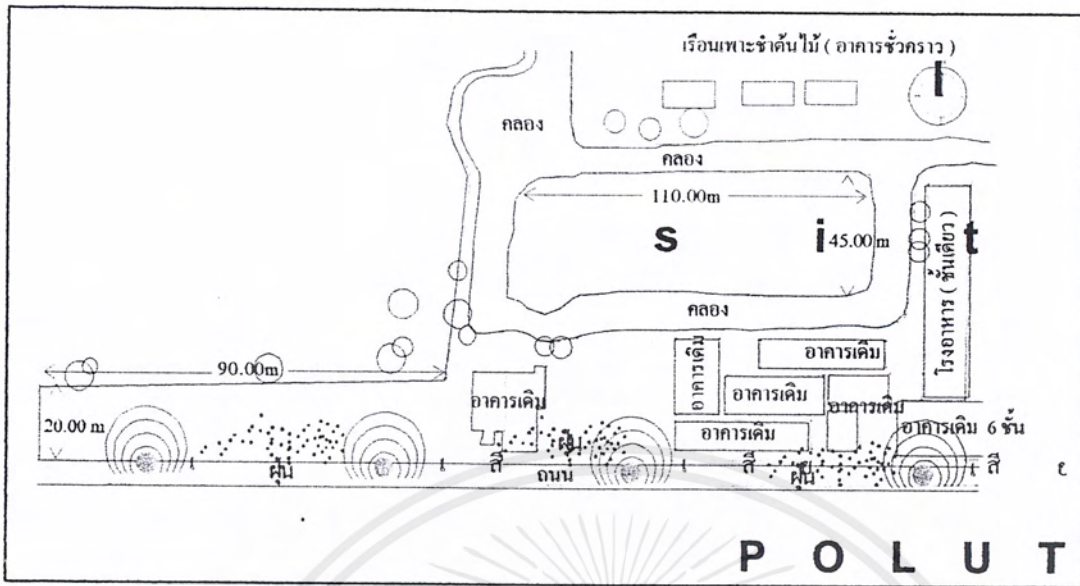 เรือนเพาะชำต้นไม้ ( อาคารชั่วคราว )
l
คลอง
คลอง
110.00m
s i t
45.00 m
โรงอาหาร ( ชั้นเดียว )
คลอง
90.00m
20.00 m
อาคารเดิม
อาคารเดิม
อาคารเดิม
อาคารเดิม
อาคารเดิม
อาคารเดิม
อาคารเดิม 6 ชั้น
ฝุ่น
ฝุ่น
ฝุ่น
ถนน
P O L U T